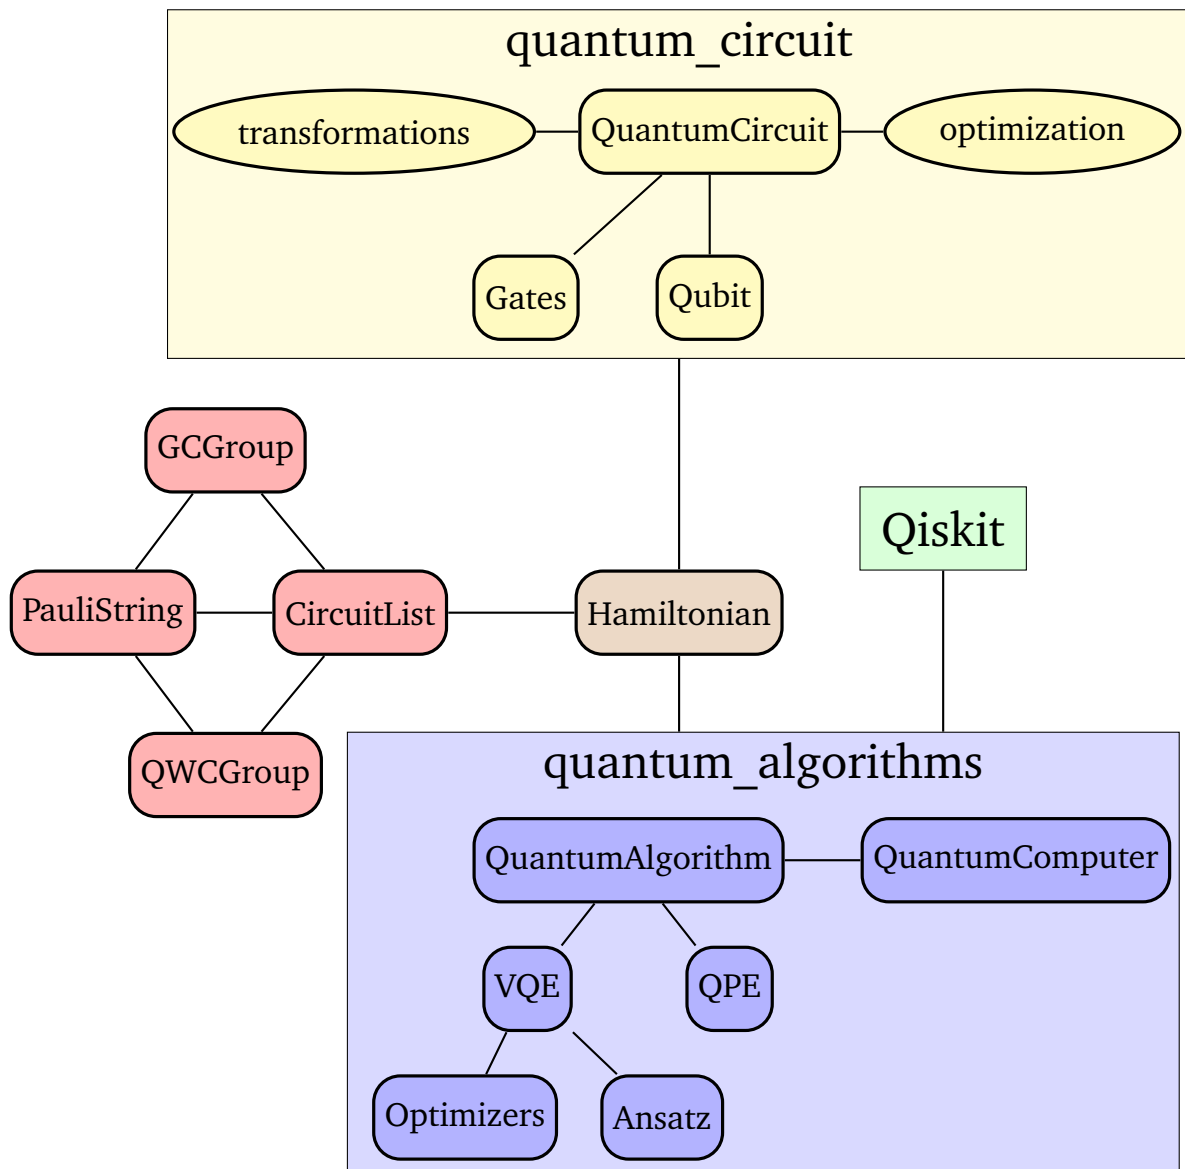 quantum_circuit
transformations
QuantumCircuit
optimization
Gates
Qubit
GCGroup
Qiskit
PauliString
CircuitList
Hamiltonian
QWCGroup
quantum_algorithms
QuantumAlgorithm
QuantumComputer
VQE
QPE
Optimizers
Ansatz